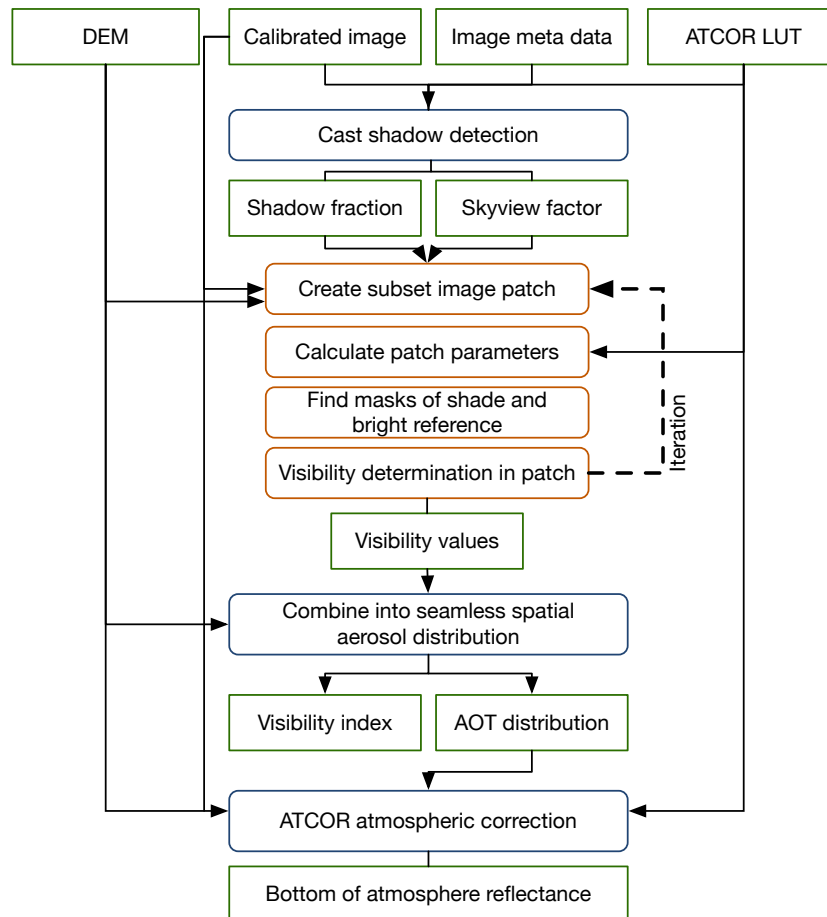 DEM
Calibrated image
Image meta data
ATCOR LUT
Cast shadow detection
Shadow fraction
Skyview factor
Create subset image patch
Calculate patch parameters
Find masks of shade and
bright reference
Iteration
Visibility determination in patch
Visibility values
Combine into seamless spatial
aerosol distribution
Visibility index
AOT distribution
ATCOR atmospheric correction
Bottom of atmosphere reflectance